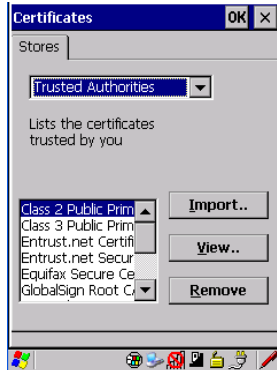 Certificates OK ×
Stores
Trusted Authorities
Lists the certificates
trusted by you
Class 2 Public Prim
Class 3 Public Prim
Entrust.net Certifi
Entrust.net Secur
Equifax Secure Ce
GlobalSign Root C
Import..
View..
Remove